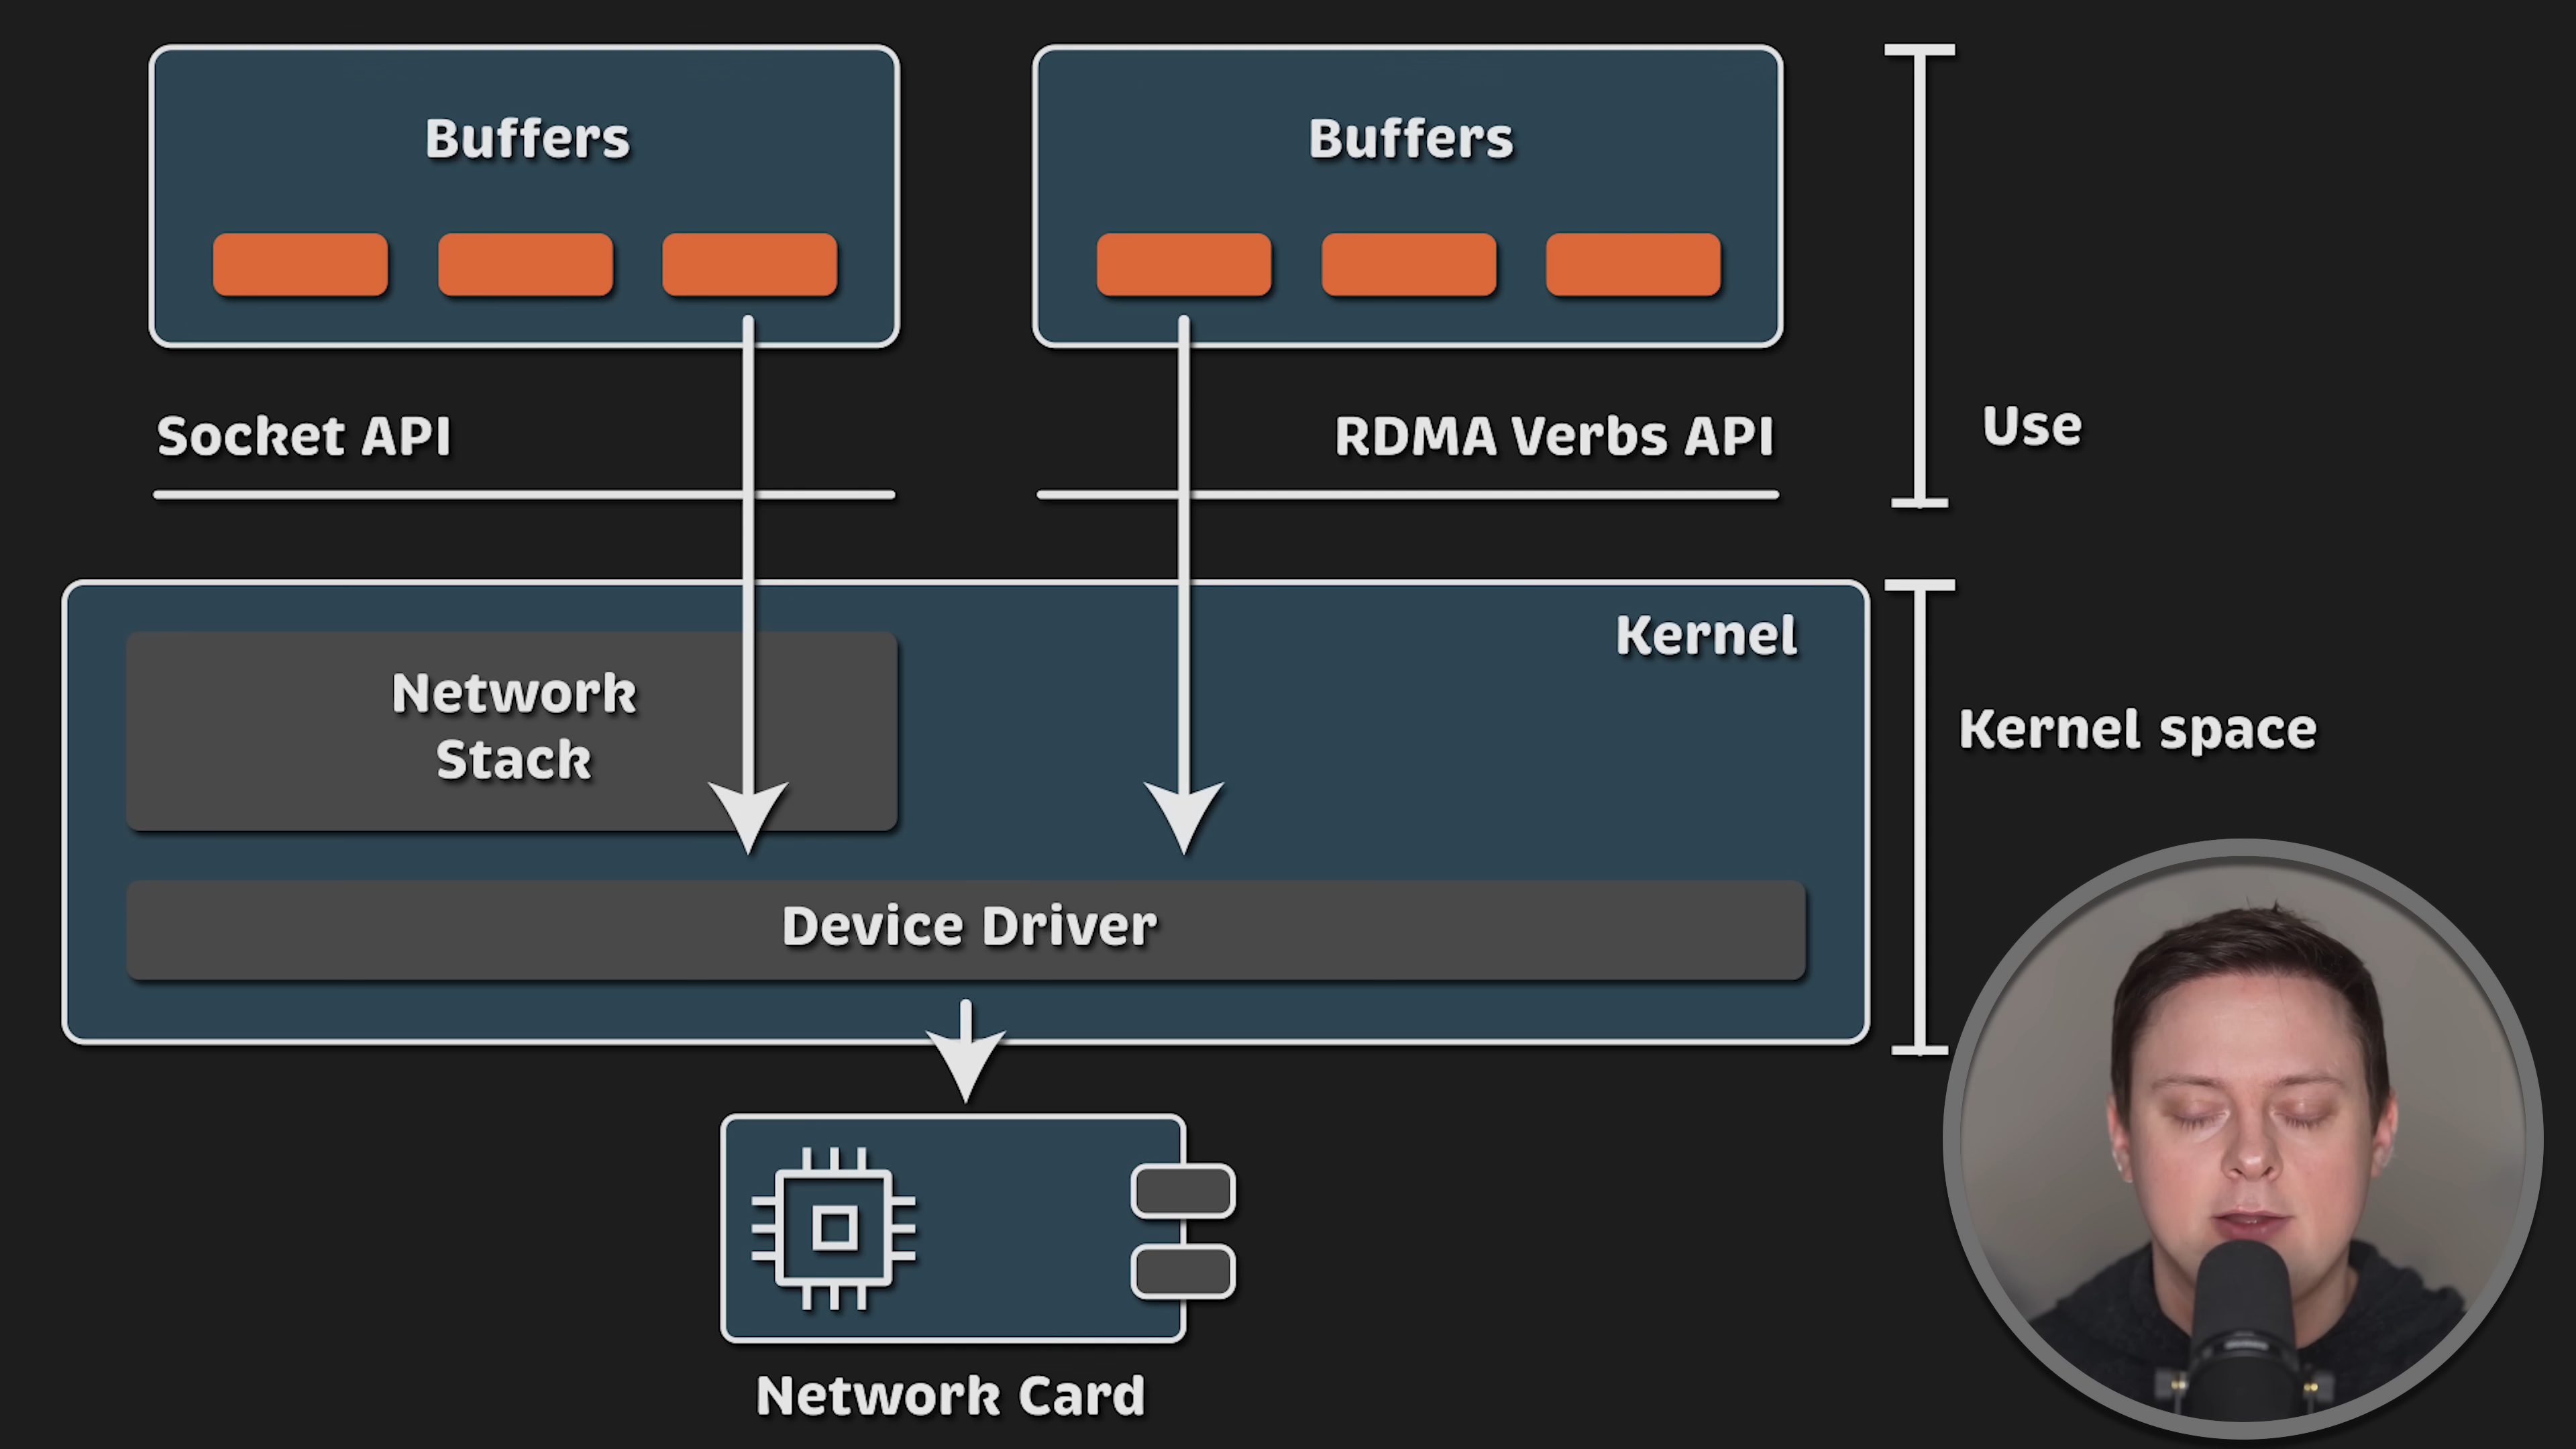 Buffers
Buffers
Socket API
RDMA Verbs API
Use
Kernel
Network
Stack
Kernel space
Device Driver
Network Card